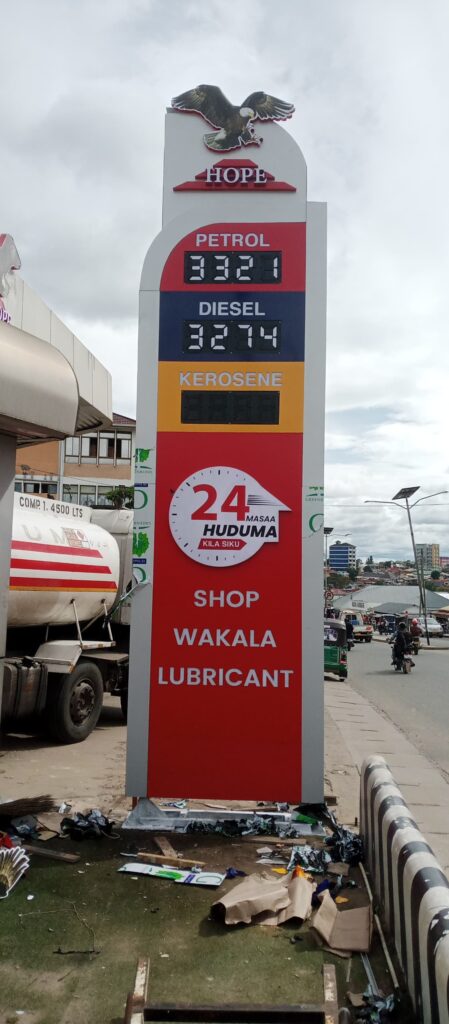 HOPE
PETROL
3321
DIESEL
3274
KEROSENE
24
MASAA
HUDUMA
KILA SIKU
SHOP
WAKALA
LUBRICANT
COMP.1. 4500 LTS